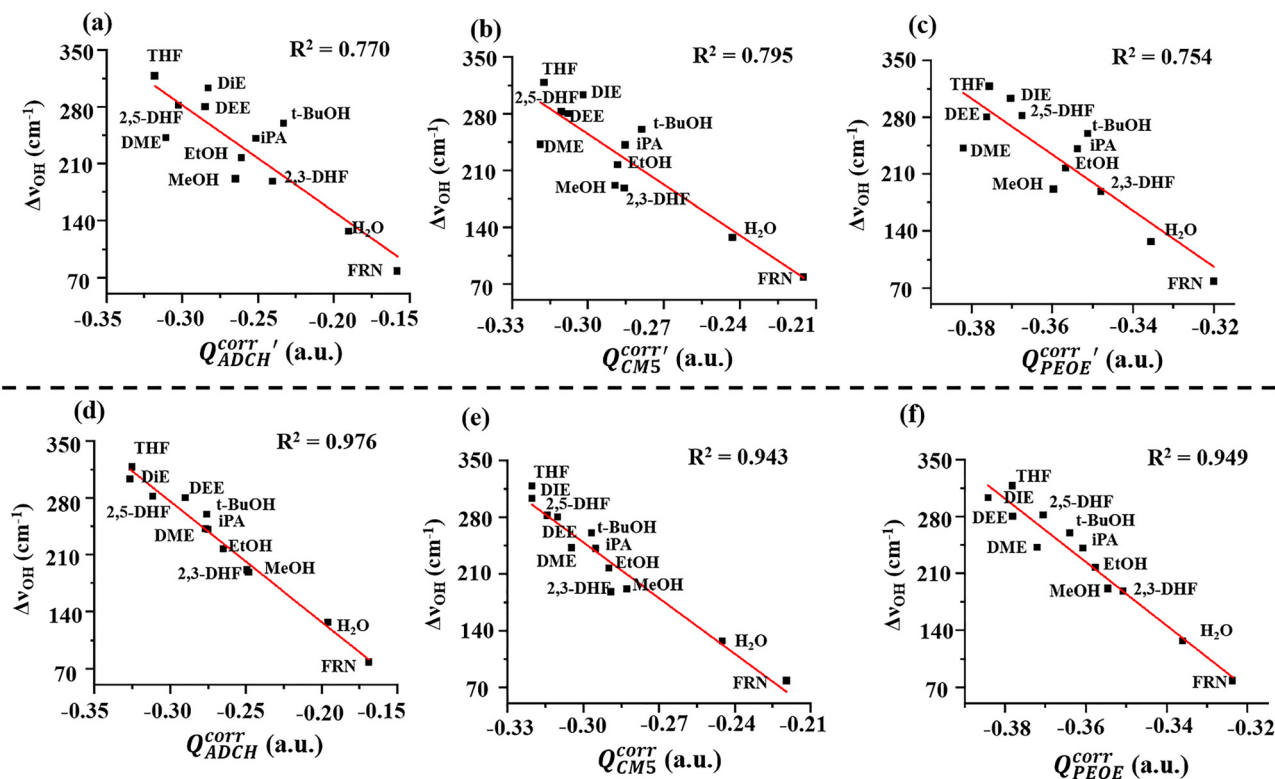 (a)
R² = 0.770
350
280
210
140
70
Δν_OH (cm⁻¹)
THF
DiE
2,5-DHF
DEE
t-BuOH
DME
iPA
EtOH
MeOH
2,3-DHF
H₂O
FRN
-0.35 -0.30 -0.25 -0.20 -0.15
Q_ADCH^corr′ (a.u.)
(b)
R² = 0.795
350
280
210
140
70
Δν_OH (cm⁻¹)
THF
DIE
2,5-DHF
DEE
t-BuOH
DME
iPA
EtOH
MeOH
2,3-DHF
H₂O
FRN
-0.33 -0.30 -0.27 -0.24 -0.21
Q_CM5^corr′ (a.u.)
(c)
R² = 0.754
350
280
210
140
70
Δν_OH (cm⁻¹)
THF
DIE
DEE
2,5-DHF
t-BuOH
DME
iPA
EtOH
MeOH
2,3-DHF
H₂O
FRN
-0.38 -0.36 -0.34 -0.32
Q_PEOE^corr′ (a.u.)
(d)
R² = 0.976
350
280
210
140
70
Δν_OH (cm⁻¹)
THF
DiE
DEE
2,5-DHF
t-BuOH
iPA
DME
EtOH
2,3-DHF
MeOH
H₂O
FRN
-0.35 -0.30 -0.25 -0.20 -0.15
Q_ADCH^corr (a.u.)
(e)
R² = 0.943
350
280
210
140
70
Δν_OH (cm⁻¹)
THF
DIE
2,5-DHF
DEE
t-BuOH
iPA
DME
EtOH
2,3-DHF
MeOH
H₂O
FRN
-0.33 -0.30 -0.27 -0.24 -0.21
Q_CM5^corr (a.u.)
(f)
R² = 0.949
350
280
210
140
70
Δν_OH (cm⁻¹)
THF
DIE
2,5-DHF
DEE
t-BuOH
DME
iPA
EtOH
MeOH
2,3-DHF
H₂O
FRN
-0.38 -0.36 -0.34 -0.32
Q_PEOE^corr (a.u.)